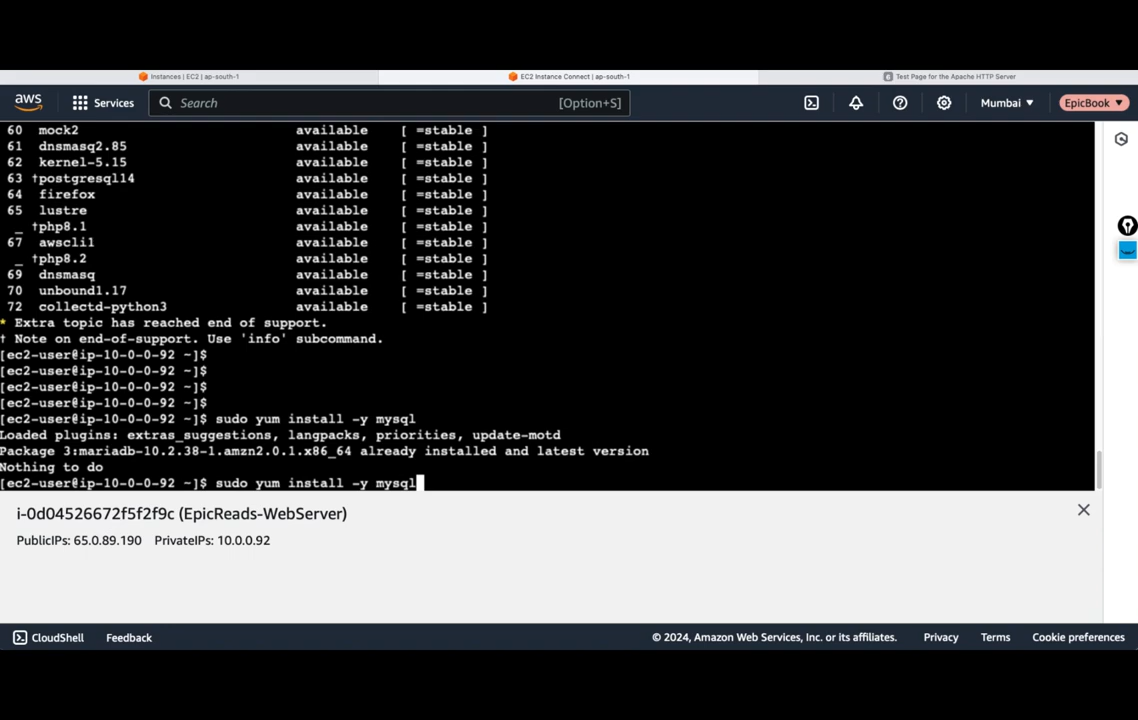 Instances | EC2 | ap-south-1
EC2 Instance Connect | ap-south-1
Test Page for the Apache HTTP Server
aws
Services
Search
[Option+S]
Mumbai ▼
EpicBook ▼
60 mock2 available [ =stable ]
61 dnsmasq2.85 available [ =stable ]
62 kernel-5.15 available [ =stable ]
63 †postgresql14 available [ =stable ]
64 firefox available [ =stable ]
65 lustre available [ =stable ]
_ †php8.1 available [ =stable ]
67 awscli1 available [ =stable ]
_ †php8.2 available [ =stable ]
69 dnsmasq available [ =stable ]
70 unbound1.17 available [ =stable ]
72 collectd-python3 available [ =stable ]
* Extra topic has reached end of support.
† Note on end-of-support. Use 'info' subcommand.
[ec2-user@ip-10-0-0-92 ~]$
[ec2-user@ip-10-0-0-92 ~]$
[ec2-user@ip-10-0-0-92 ~]$
[ec2-user@ip-10-0-0-92 ~]$
[ec2-user@ip-10-0-0-92 ~]$ sudo yum install -y mysql
Loaded plugins: extras_suggestions, langpacks, priorities, update-motd
Package 3:mariadb-10.2.38-1.amzn2.0.1.x86_64 already installed and latest version
Nothing to do
[ec2-user@ip-10-0-0-92 ~]$ sudo yum install -y mysql
i-0d04526672f5f2f9c (EpicReads-WebServer)
PublicIPs: 65.0.89.190 PrivateIPs: 10.0.0.92
CloudShell Feedback © 2024, Amazon Web Services, Inc. or its affiliates. Privacy Terms Cookie preferences